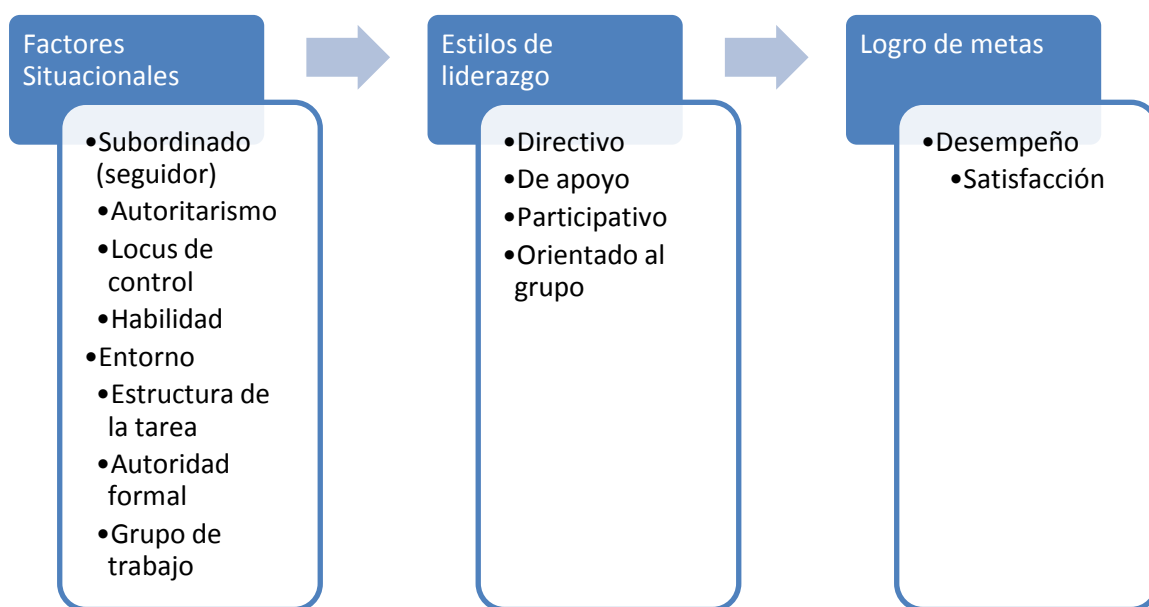 Factores
Situacionales
•Subordinado
(seguidor)
•Autoritarismo
•Locus de
control
•Habilidad
•Entorno
•Estructura de
la tarea
•Autoridad
formal
•Grupo de
trabajo
Estilos de
liderazgo
•Directivo
•De apoyo
•Participativo
•Orientado al
grupo
Logro de metas
•Desempeño
•Satisfacción